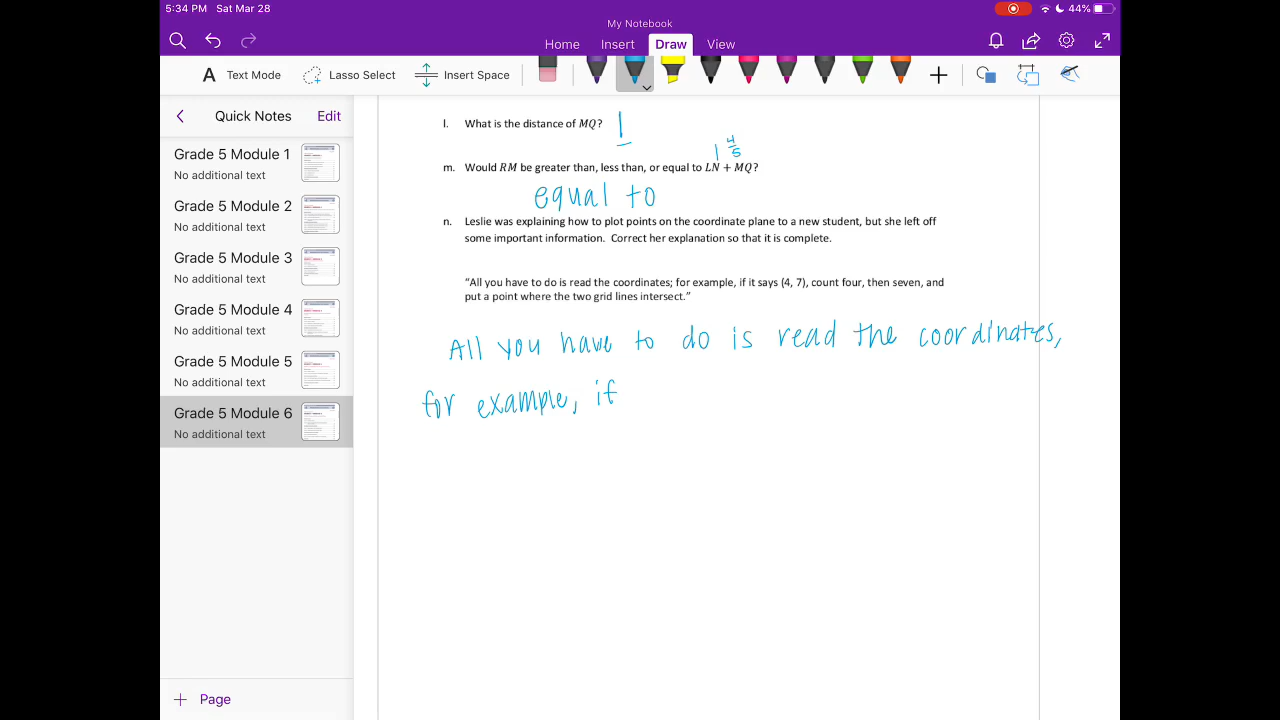 5:34 PM Sat Mar 28
44%
My Notebook
Home Insert Draw View
Text Mode Lasso Select Insert Space
Quick Notes Edit
Grade 5 Module 1
No additional text
Grade 5 Module 2
No additional text
Grade 5 Module 3
No additional text
Grade 5 Module 4
No additional text
Grade 5 Module 5
No additional text
Grade 5 Module 6
No additional text
+ Page
l. What is the distance of MQ? 1
1 4/5
m. Would RM be greater than, less than, or equal to LN + MQ?
equal to
n. Leslie was explaining how to plot points on the coordinate plane to a new student, but she left off
some important information. Correct her explanation so that it is complete.
“All you have to do is read the coordinates; for example, if it says (4, 7), count four, then seven, and
put a point where the two grid lines intersect.”
All you have to do is read the coordinates,
for example, if